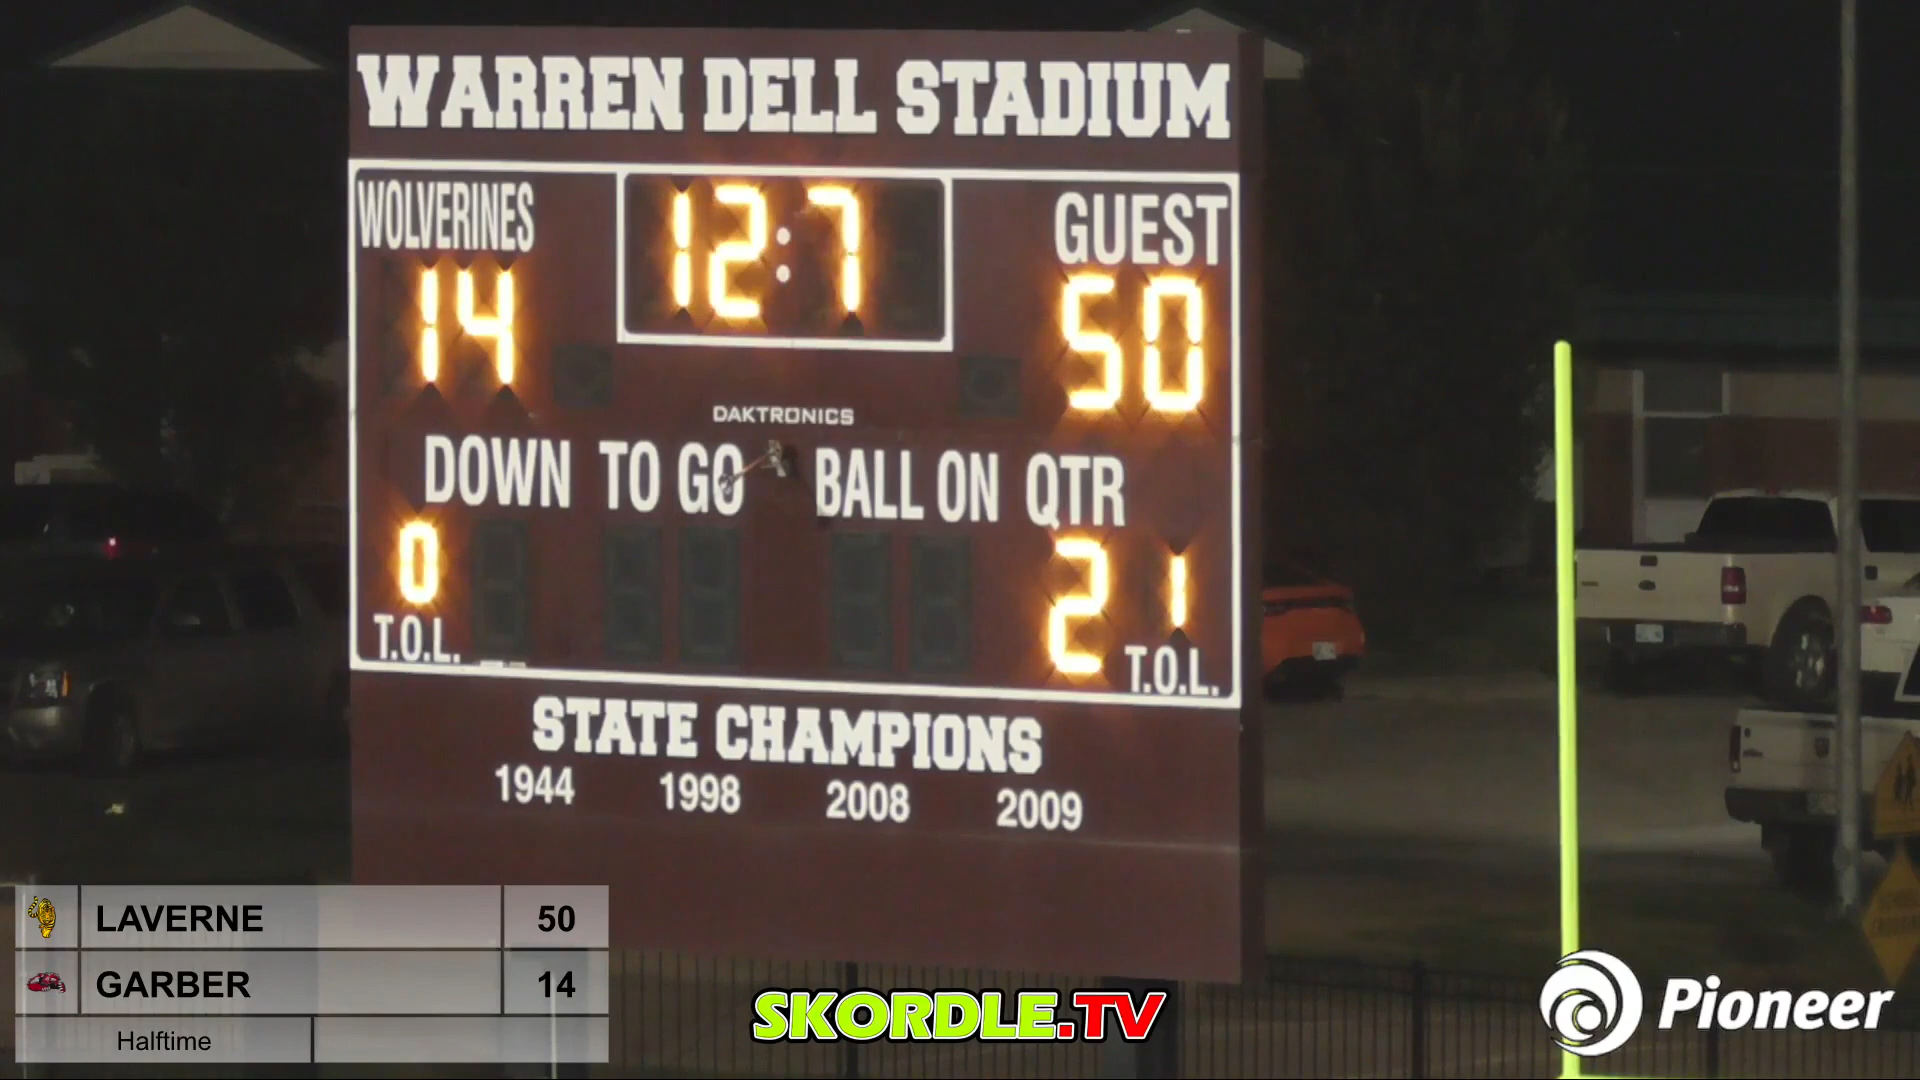 WARREN DELL STADIUM
WOLVERINES
12:7
GUEST
14
50
DAKTRONICS
DOWN TO GO BALL ON QTR
0
2
1
T.O.L.
T.O.L.
STATE CHAMPIONS
1944 1998 2008 2009
LAVERNE 50
GARBER 14
Halftime
SKORDLE.TV
Pioneer